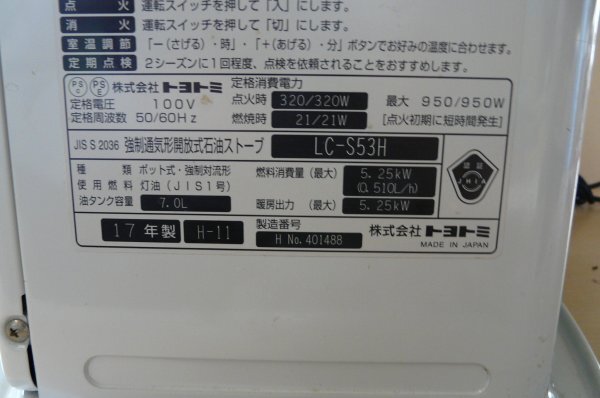 点火 運転スイッチを押して「入」にします。
消火 運転スイッチを押して「切」にします。
室温調節 「－(さげる)・時」・「＋(あげる)・分」ボタンでお好みの温度に合わせます。
定期点検 2シーズンに1回程度、点検を依頼されることをおすすめします。
PS C PS E 株式会社トヨトミ 定格消費電力
定格電圧 100V 点火時 320/320W 最大 950/950W
定格周波数 50/60Hz 燃焼時 21/21W [点火初期に短時間発生]
JIS S 2036 強制通気形開放式石油ストーブ LC-S53H
種類 ポット式・強制対流形 燃料消費量(最大) 5.25kW
使用燃料 灯油(JIS1号) (0.510L/h)
油タンク容量 7.0L 暖房出力(最大) 5.25kW
認証 JHIA
17年製 H-11 製造番号 H No.401488 株式会社トヨトミ
MADE IN JAPAN